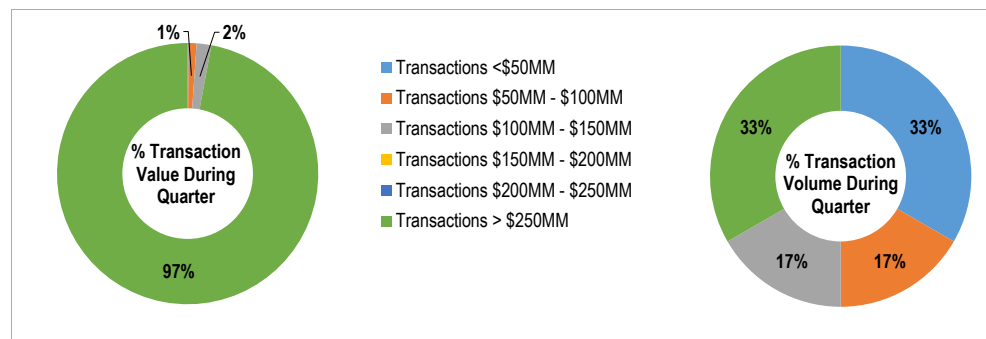 1%
2%
% Transaction
Value During
Quarter
97%
Transactions <$50MM
Transactions $50MM - $100MM
Transactions $100MM - $150MM
Transactions $150MM - $200MM
Transactions $200MM - $250MM
Transactions > $250MM
33%
33%
% Transaction
Volume During
Quarter
17%
17%